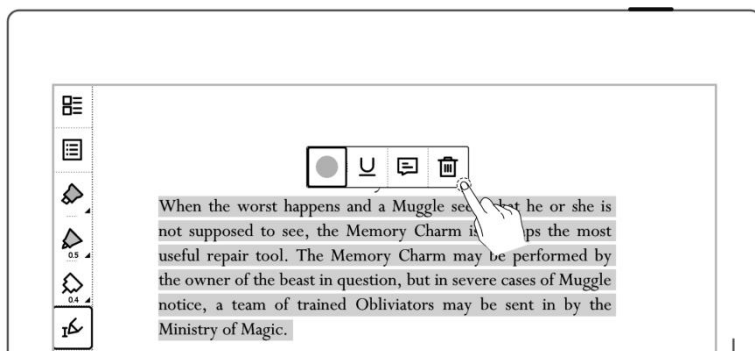 When the worst happens and a Muggle he or she is
not supposed to see, the Memory Charm the most
useful repair tool. The Memory Charm may be performed by
the owner of the beast in question, but in severe cases of Muggle
notice, a team of trained Obliviators may be sent in by the
Ministry of Magic.
0.5
0.4